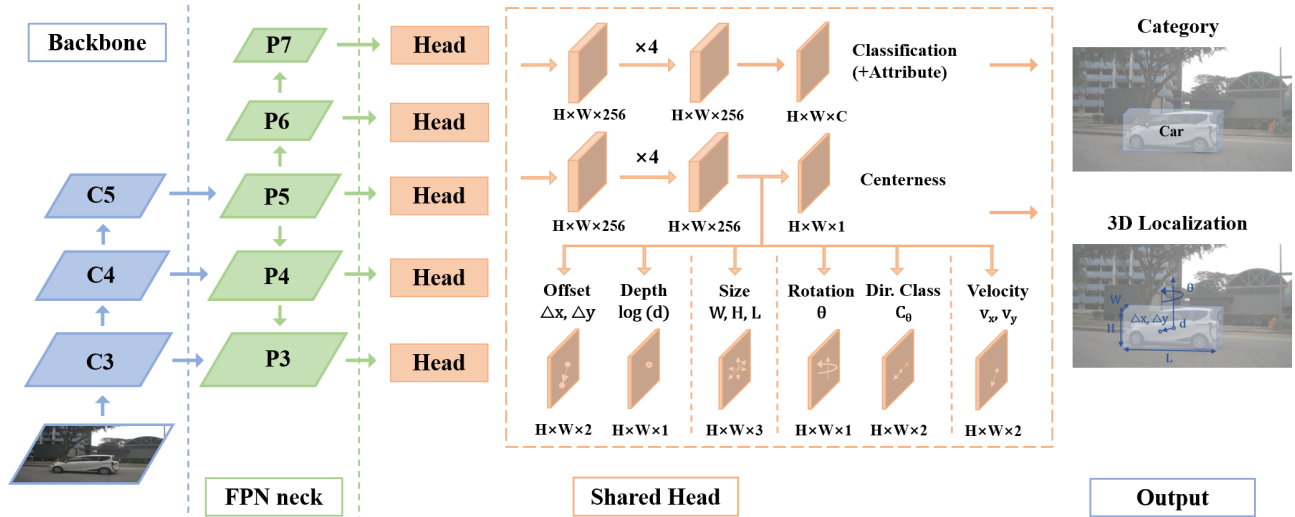 Backbone
C5
C4
C3
P7
P6
P5
P4
P3
FPN neck
Head
Head
Head
Head
Head
×4
H×W×256
H×W×256
H×W×C
Classification
(+Attribute)
×4
H×W×256
H×W×256
H×W×1
Centerness
Offset
△x, △y
H×W×2
Depth
log (d)
H×W×1
Size
W, H, L
H×W×3
Rotation
θ
H×W×1
Dir. Class
C_θ
H×W×2
Velocity
v_x, v_y
H×W×2
Shared Head
Category
Car
3D Localization
W
θ
△x, △y
d
H
L
Output